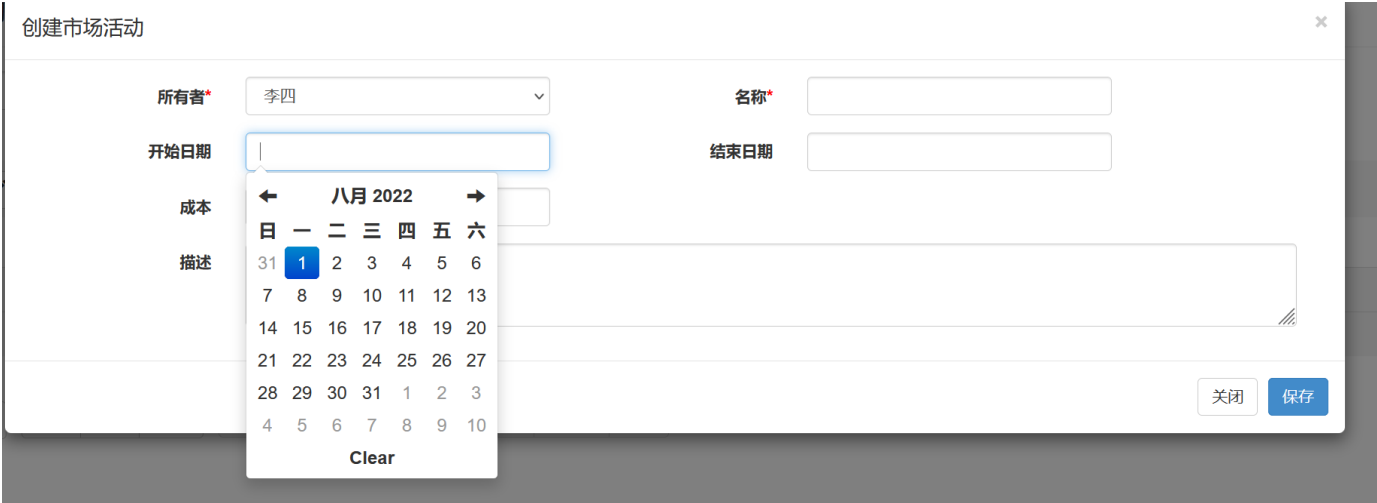 创建市场活动 ×
所有者* 李四 名称*
开始日期 结束日期
成本
描述
八月 2022
日 一 二 三 四 五 六
31 1 2 3 4 5 6
7 8 9 10 11 12 13
14 15 16 17 18 19 20
21 22 23 24 25 26 27
28 29 30 31 1 2 3
4 5 6 7 8 9 10
Clear
关闭 保存